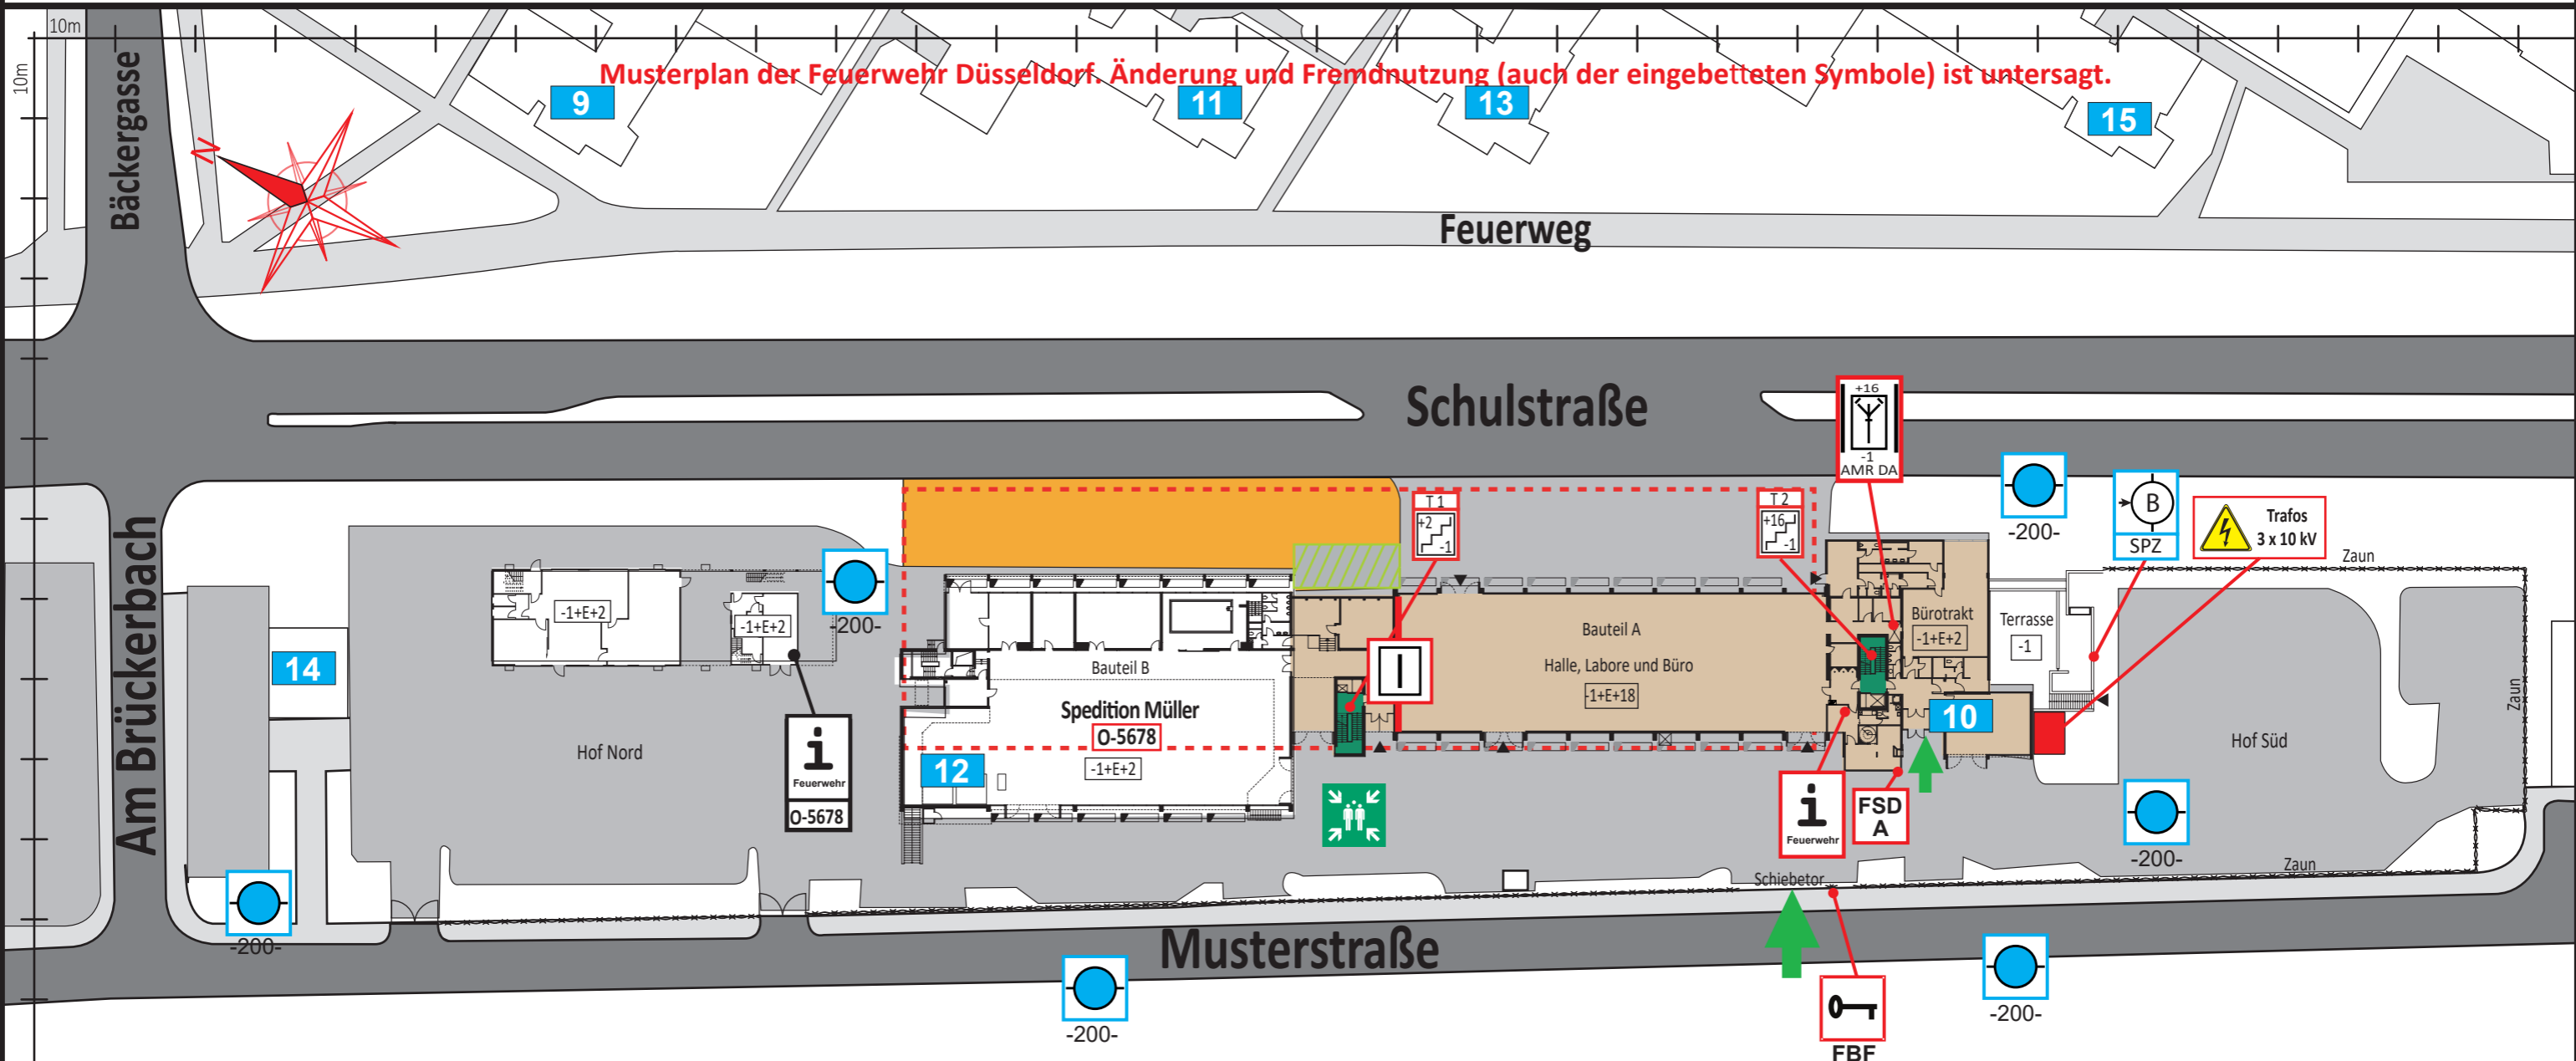 10m
10m
Musterplan der Feuerwehr Düsseldorf. Änderung und Fremdnutzung (auch der eingebetteten Symbole) ist untersagt.
Bäckergasse
9
11
13
15
N
Feuerweg
Schulstraße
+16
-1
AMR DA
T 1
+2
-1
T 2
+16
-1
-200-
B
SPZ
Trafos
3 x 10 kV
Zaun
Am Brückerbach
-1+E+2
-1+E+2
-200-
14
Hof Nord
i
Feuerwehr
O-5678
Bauteil B
Spedition Müller
O-5678
-1+E+2
12
Bauteil A
Halle, Labore und Büro
-1+E+18
Bürotrakt
-1+E+2
Terrasse
-1
10
Hof Süd
Zaun
i
Feuerwehr
FSD
A
-200-
Zaun
Schiebetor
-200-
Musterstraße
-200-
-200-
FBF